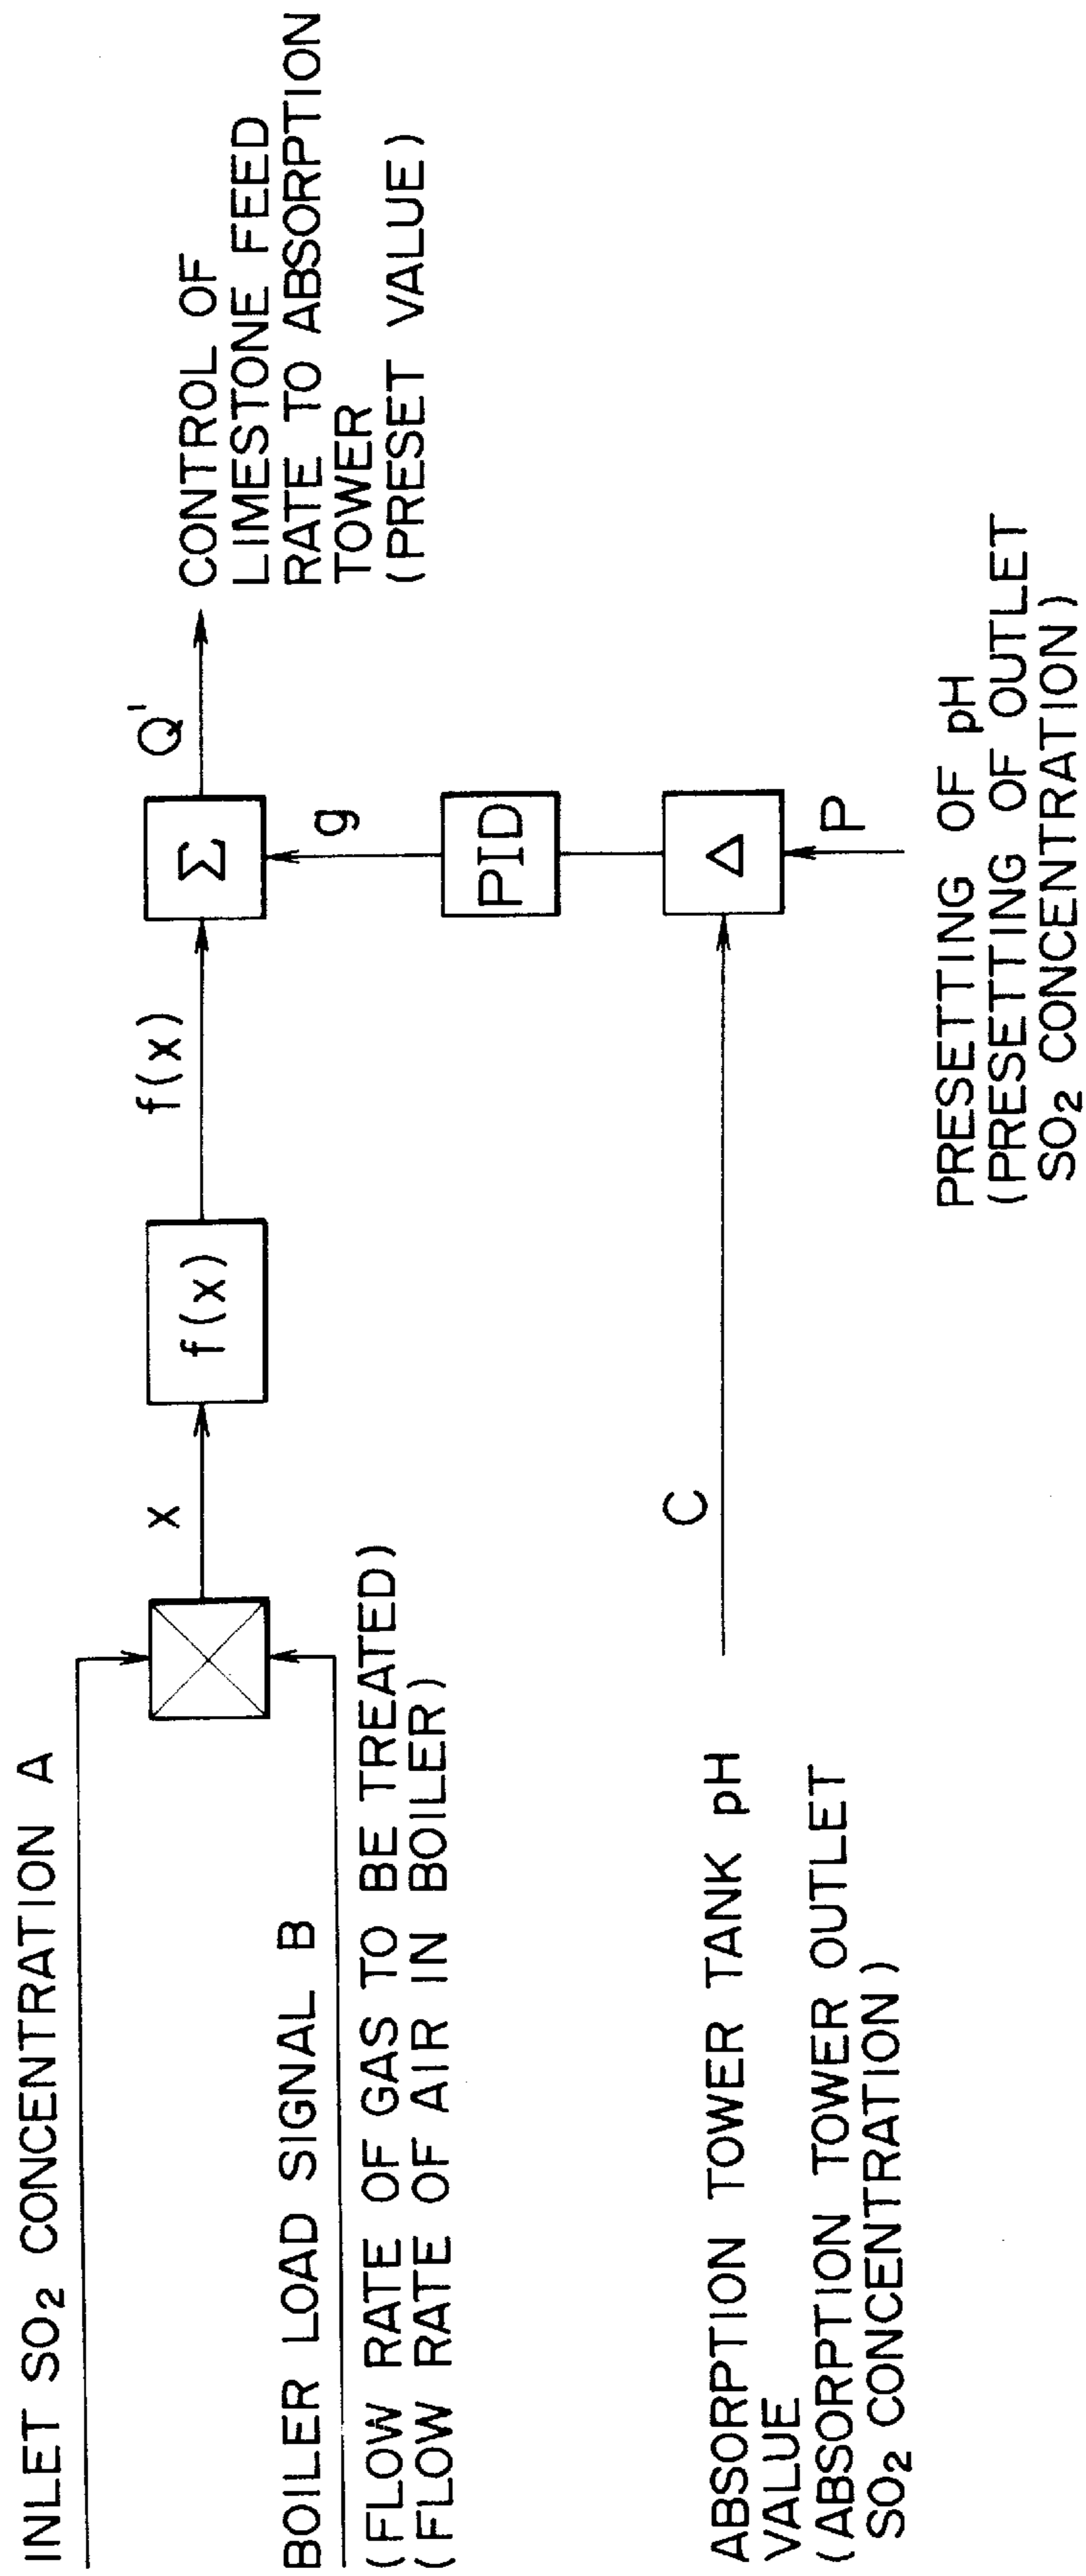 INLET SO2 CONCENTRATION A
BOILER LOAD SIGNAL B
(FLOW RATE OF GAS TO BE TREATED)
(FLOW RATE OF AIR IN BOILER)
X
f(x)
f(x)
Σ
Q'
CONTROL OF
LIMESTONE FEED
RATE TO ABSORPTION
TOWER
(PRESET VALUE)
g
PID
Δ
P
C
ABSORPTION TOWER TANK pH
VALUE
(ABSORPTION TOWER OUTLET
SO2 CONCENTRATION)
PRESETTING OF pH
(PRESETTING OF OUTLET
SO2 CONCENTRATION)